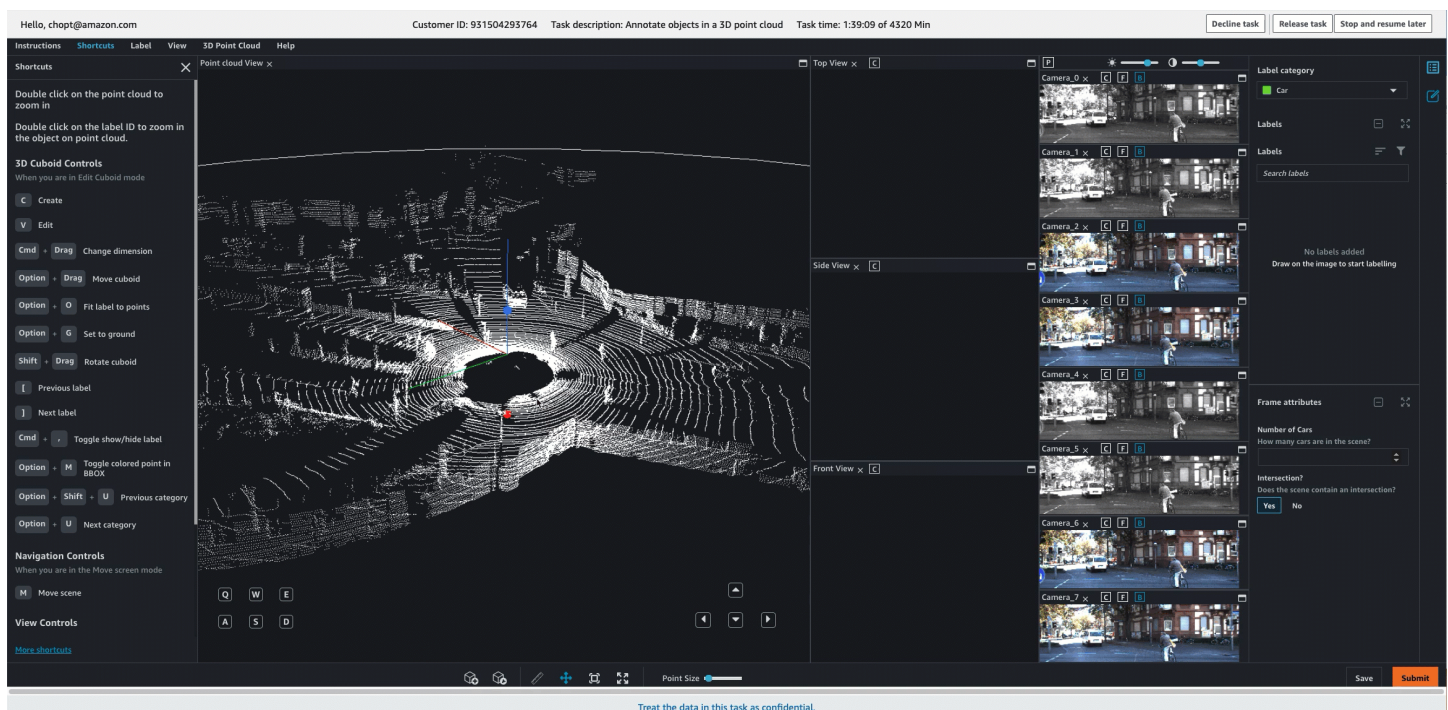 Hello, chopt@amazon.com
Customer ID: 931504293764 Task description: Annotate objects in a 3D point cloud Task time: 1:39:09 of 4320 Min
Decline task Release task Stop and resume later
Instructions Shortcuts Label View 3D Point Cloud Help
Shortcuts
Double click on the point cloud to
zoom in
Double click on the label ID to zoom in
the object on point cloud.
3D Cuboid Controls
When you are in Edit Cuboid mode
C Create
V Edit
Cmd + Drag Change dimension
Option + Drag Move cuboid
Option + O Fit label to points
Option + G Set to ground
Shift + Drag Rotate cuboid
[ Previous label
] Next label
Cmd + , Toggle show/hide label
Option + M Toggle colored point in
BBOX
Option + Shift + U Previous category
Option + U Next category
Navigation Controls
When you are in the Move screen mode
M Move scene
View Controls
More shortcuts
Point cloud View
Q W E
A S D
Top View C
Side View C
Front View C
P
Camera_0 C F B
Camera_1 C F B
Camera_2 C F B
Camera_3 C F B
Camera_4 C F B
Camera_5 C F B
Camera_6 C F B
Camera_7 C F B
Label category
Car
Labels
Labels
Search labels
No labels added
Draw on the image to start labelling
Frame attributes
Number of Cars
How many cars are in the scene?
Intersection?
Does the scene contain an intersection?
Yes No
Point Size
Save Submit
Treat the data in this task as confidential.